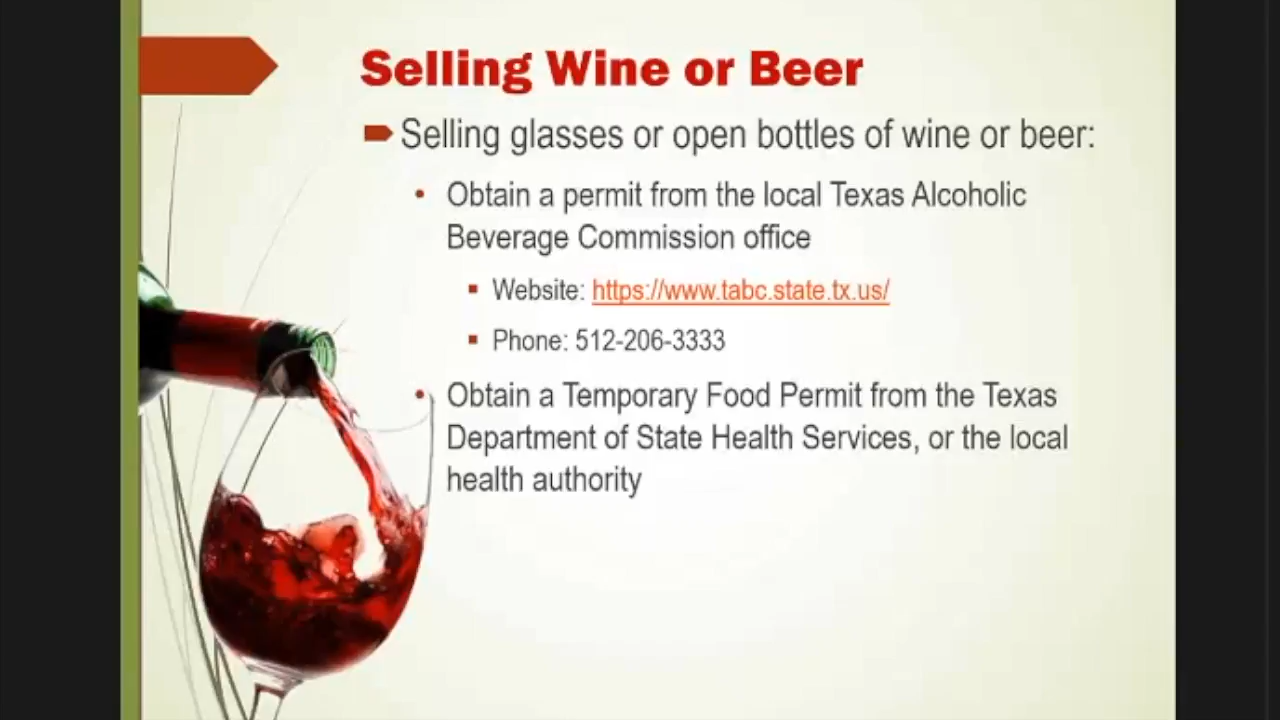 Selling Wine or Beer
Selling glasses or open bottles of wine or beer:
Obtain a permit from the local Texas Alcoholic
Beverage Commission office
Website: https://www.tabc.state.tx.us/
Phone: 512-206-3333
Obtain a Temporary Food Permit from the Texas
Department of State Health Services, or the local
health authority